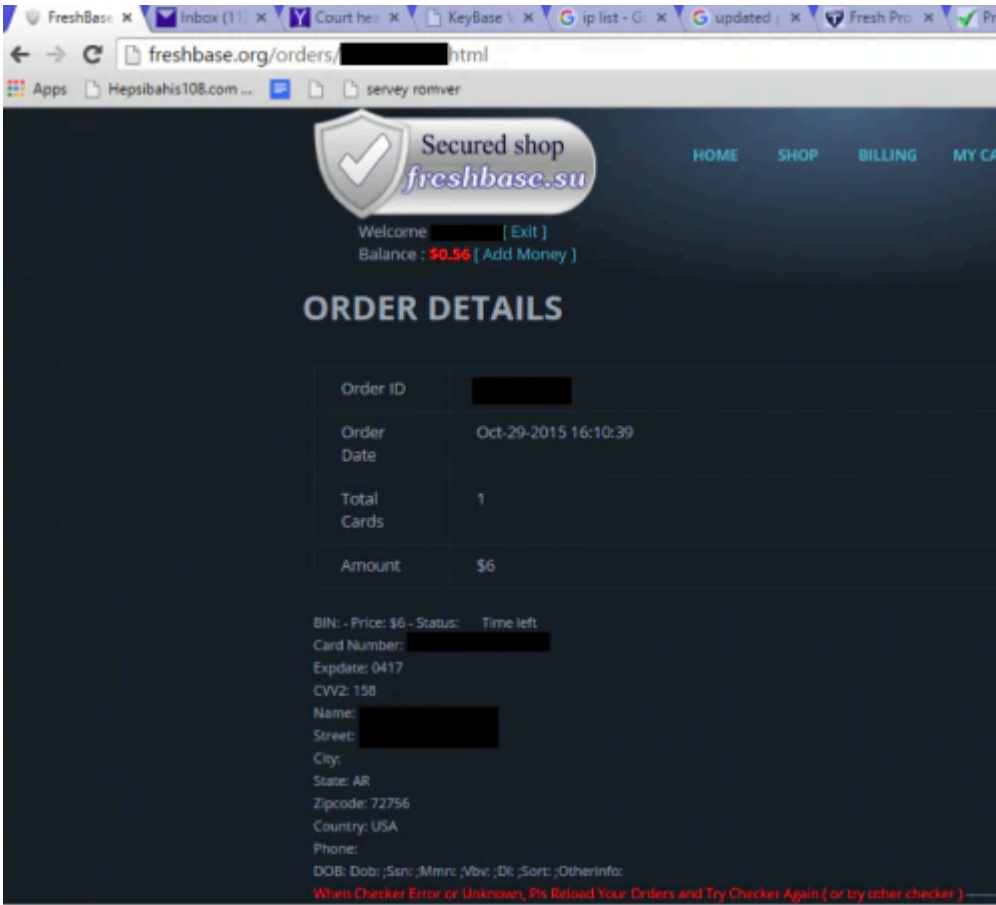 FreshBase
Inbox (11)
Court hea
KeyBase
ip list - G
updated
Fresh Pro
Pr
freshbase.org/orders/ html
Apps Hepsibahis108.com ... servey romver
Secured shop
freshbase.su
HOME SHOP BILLING MY CA
Welcome [ Exit ]
Balance : $0.56 [ Add Money ]
ORDER DETAILS
Order ID
Order Date Oct-29-2015 16:10:39
Total Cards 1
Amount $6
BIN: - Price: $6 - Status: Time left
Card Number:
Expdate: 0417
CVV2: 158
Name:
Street:
City:
State: AR
Zipcode: 72756
Country: USA
Phone:
DOB: Dob: ;Ssn: ;Mmn: ;Vbv: ;Dl: ;Sort: ;Otherinfo:
When Checker Error or Unknown, Pls Reload Your Orders and Try Checker Again ( or try other checker ) --------